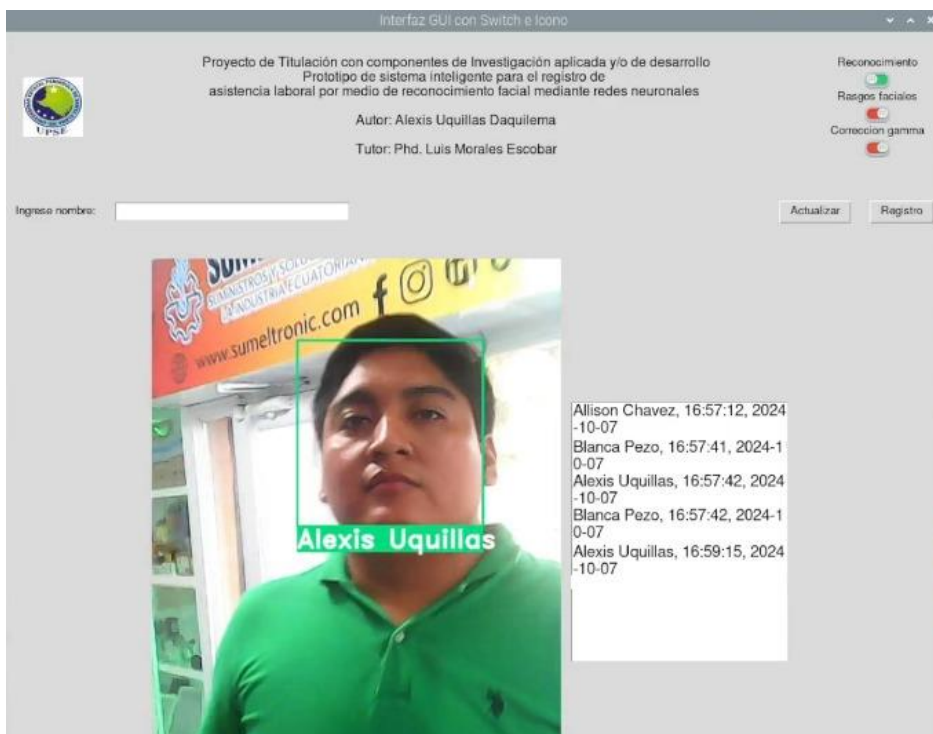 Interfaz GUI con Switch e Icono
Proyecto de Titulación con componentes de Investigación aplicada y/o de desarrollo
Prototipo de sistema inteligente para el registro de
asistencia laboral por medio de reconocimiento facial mediante redes neuronales
Autor: Alexis Uquillas Daquilema
Tutor: Phd. Luis Morales Escobar
UPSE
Reconocimiento
Rasgos faciales
Correccion gamma
Ingrese nombre:
Actualizar
Registro
SUMINISTROS Y
INDUSTRIA ECUATORIANA
www.sumeltronic.com
Alexis Uquillas
Allison Chavez, 16:57:12, 2024
-10-07
Blanca Pezo, 16:57:41, 2024-1
0-07
Alexis Uquillas, 16:57:42, 2024
-10-07
Blanca Pezo, 16:57:42, 2024-1
0-07
Alexis Uquillas, 16:59:15, 2024
-10-07